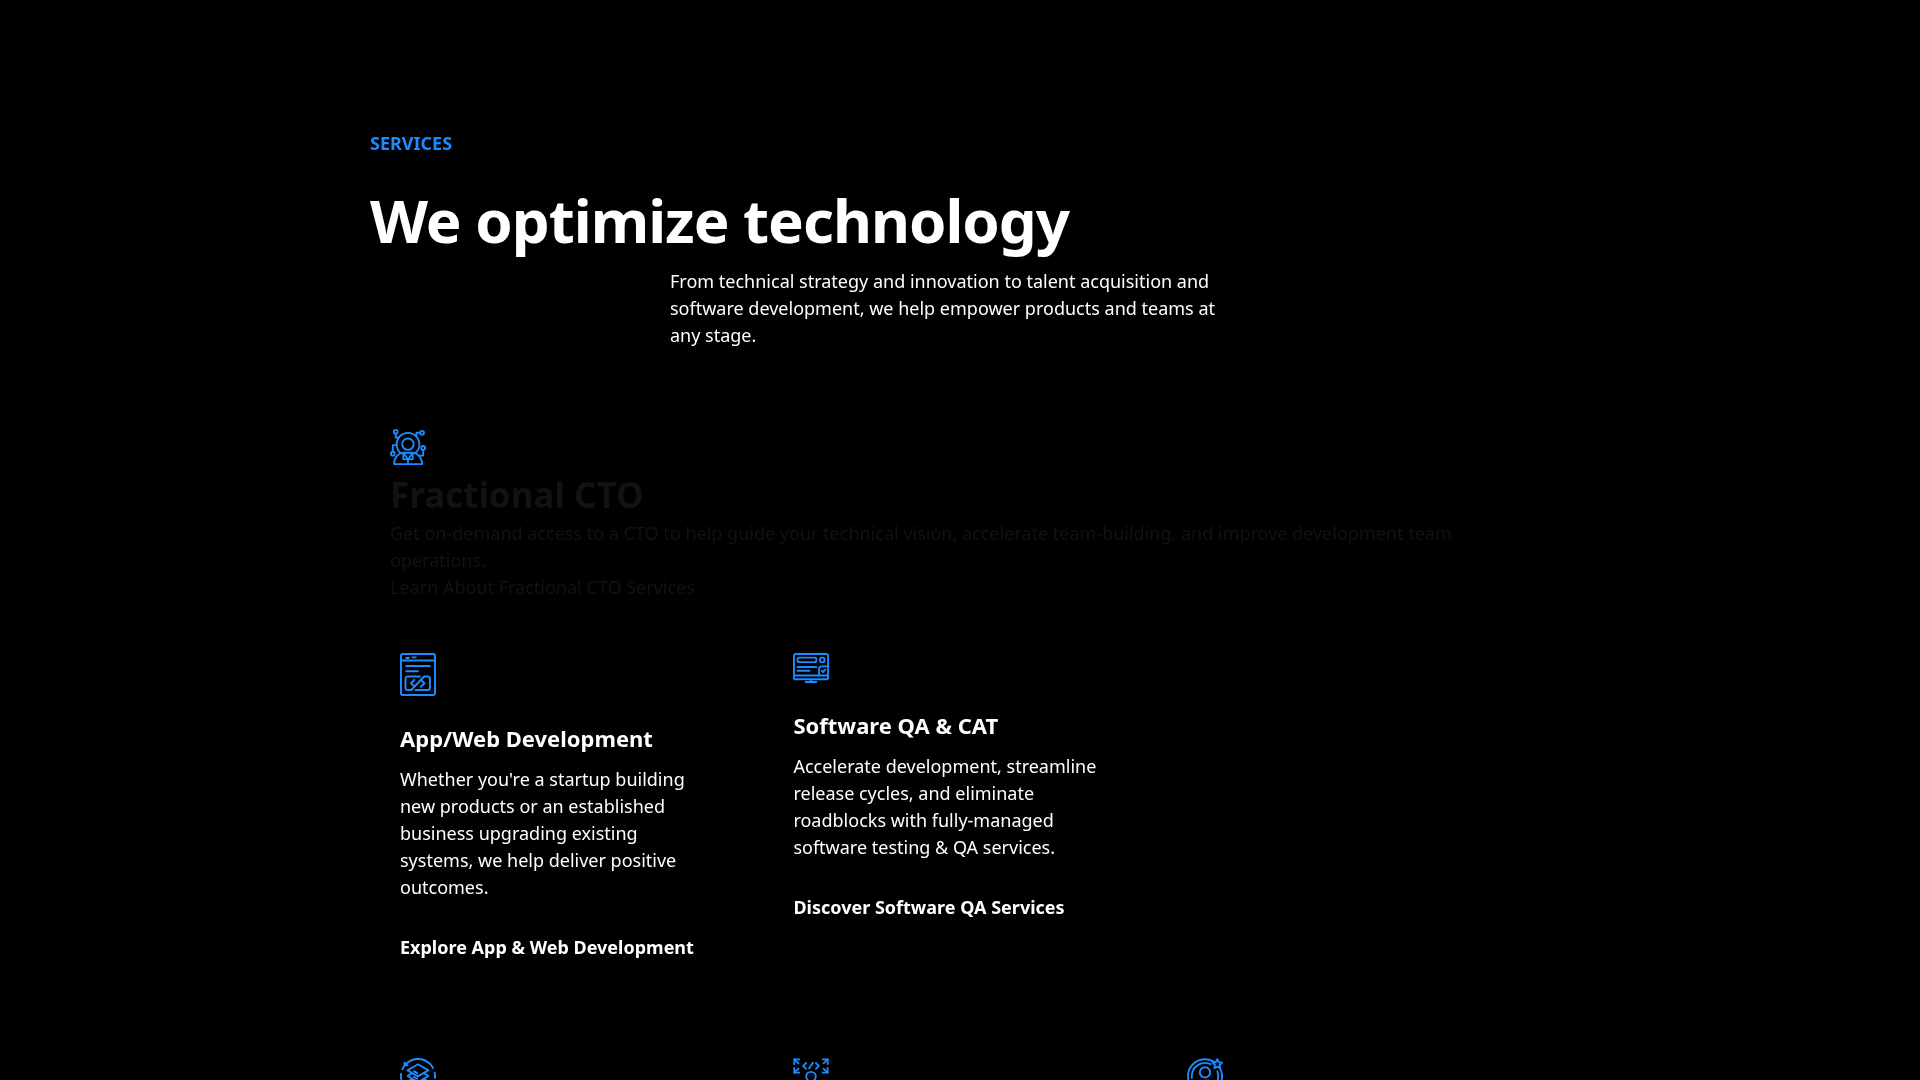 SERVICES
We optimize technology
From technical strategy and innovation to talent acquisition and
software development, we help empower products and teams at
any stage.
Fractional CTO
Get on-demand access to a CTO to help guide your technical vision, accelerate team-building, and improve development team
operations.
Learn About Fractional CTO Services
App/Web Development
Whether you're a startup building
new products or an established
business upgrading existing
systems, we help deliver positive
outcomes.
Explore App & Web Development
Software QA & CAT
Accelerate development, streamline
release cycles, and eliminate
roadblocks with fully-managed
software testing & QA services.
Discover Software QA Services